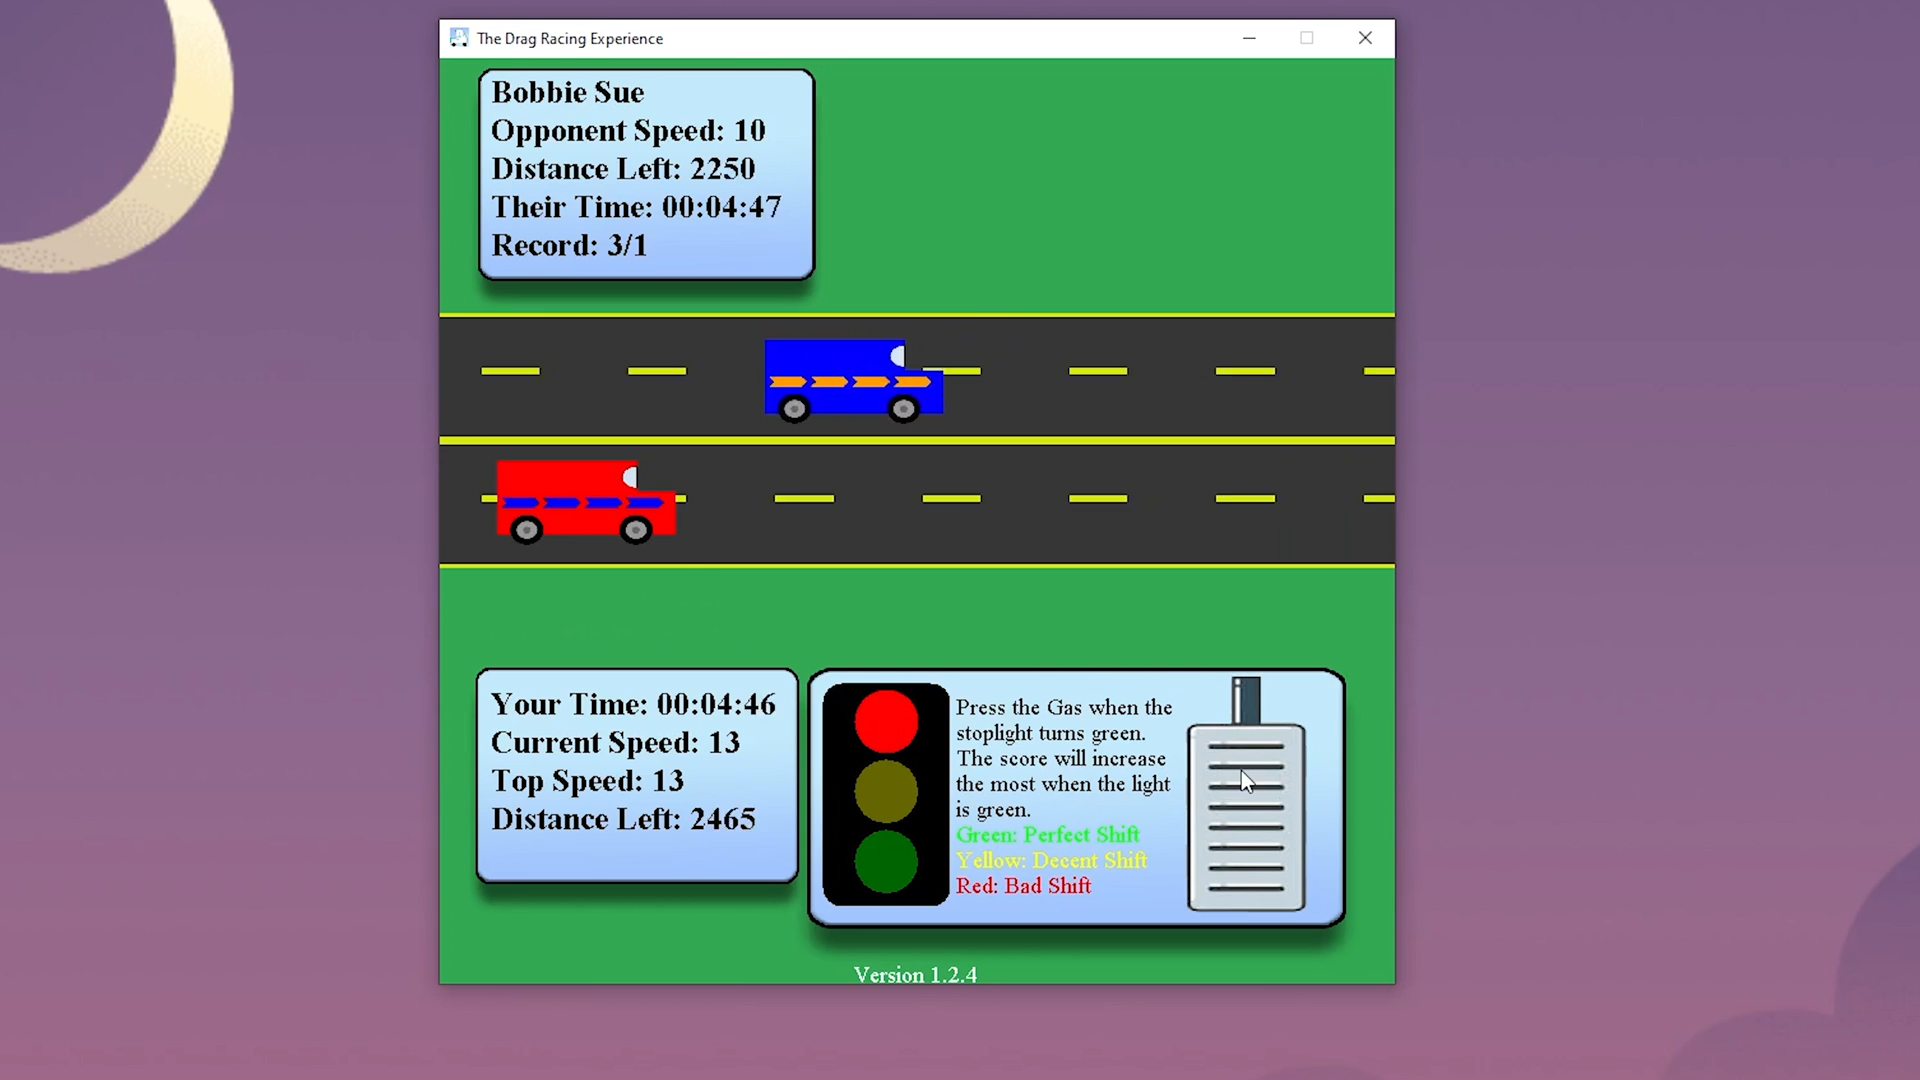 The Drag Racing Experience
Bobbie Sue
Opponent Speed: 10
Distance Left: 2250
Their Time: 00:04:47
Record: 3/1
Your Time: 00:04:46
Current Speed: 13
Top Speed: 13
Distance Left: 2465
Press the Gas when the
stoplight turns green.
The score will increase
the most when the light
is green.
Green: Perfect Shift
Yellow: Decent Shift
Red: Bad Shift
Version 1.2.4